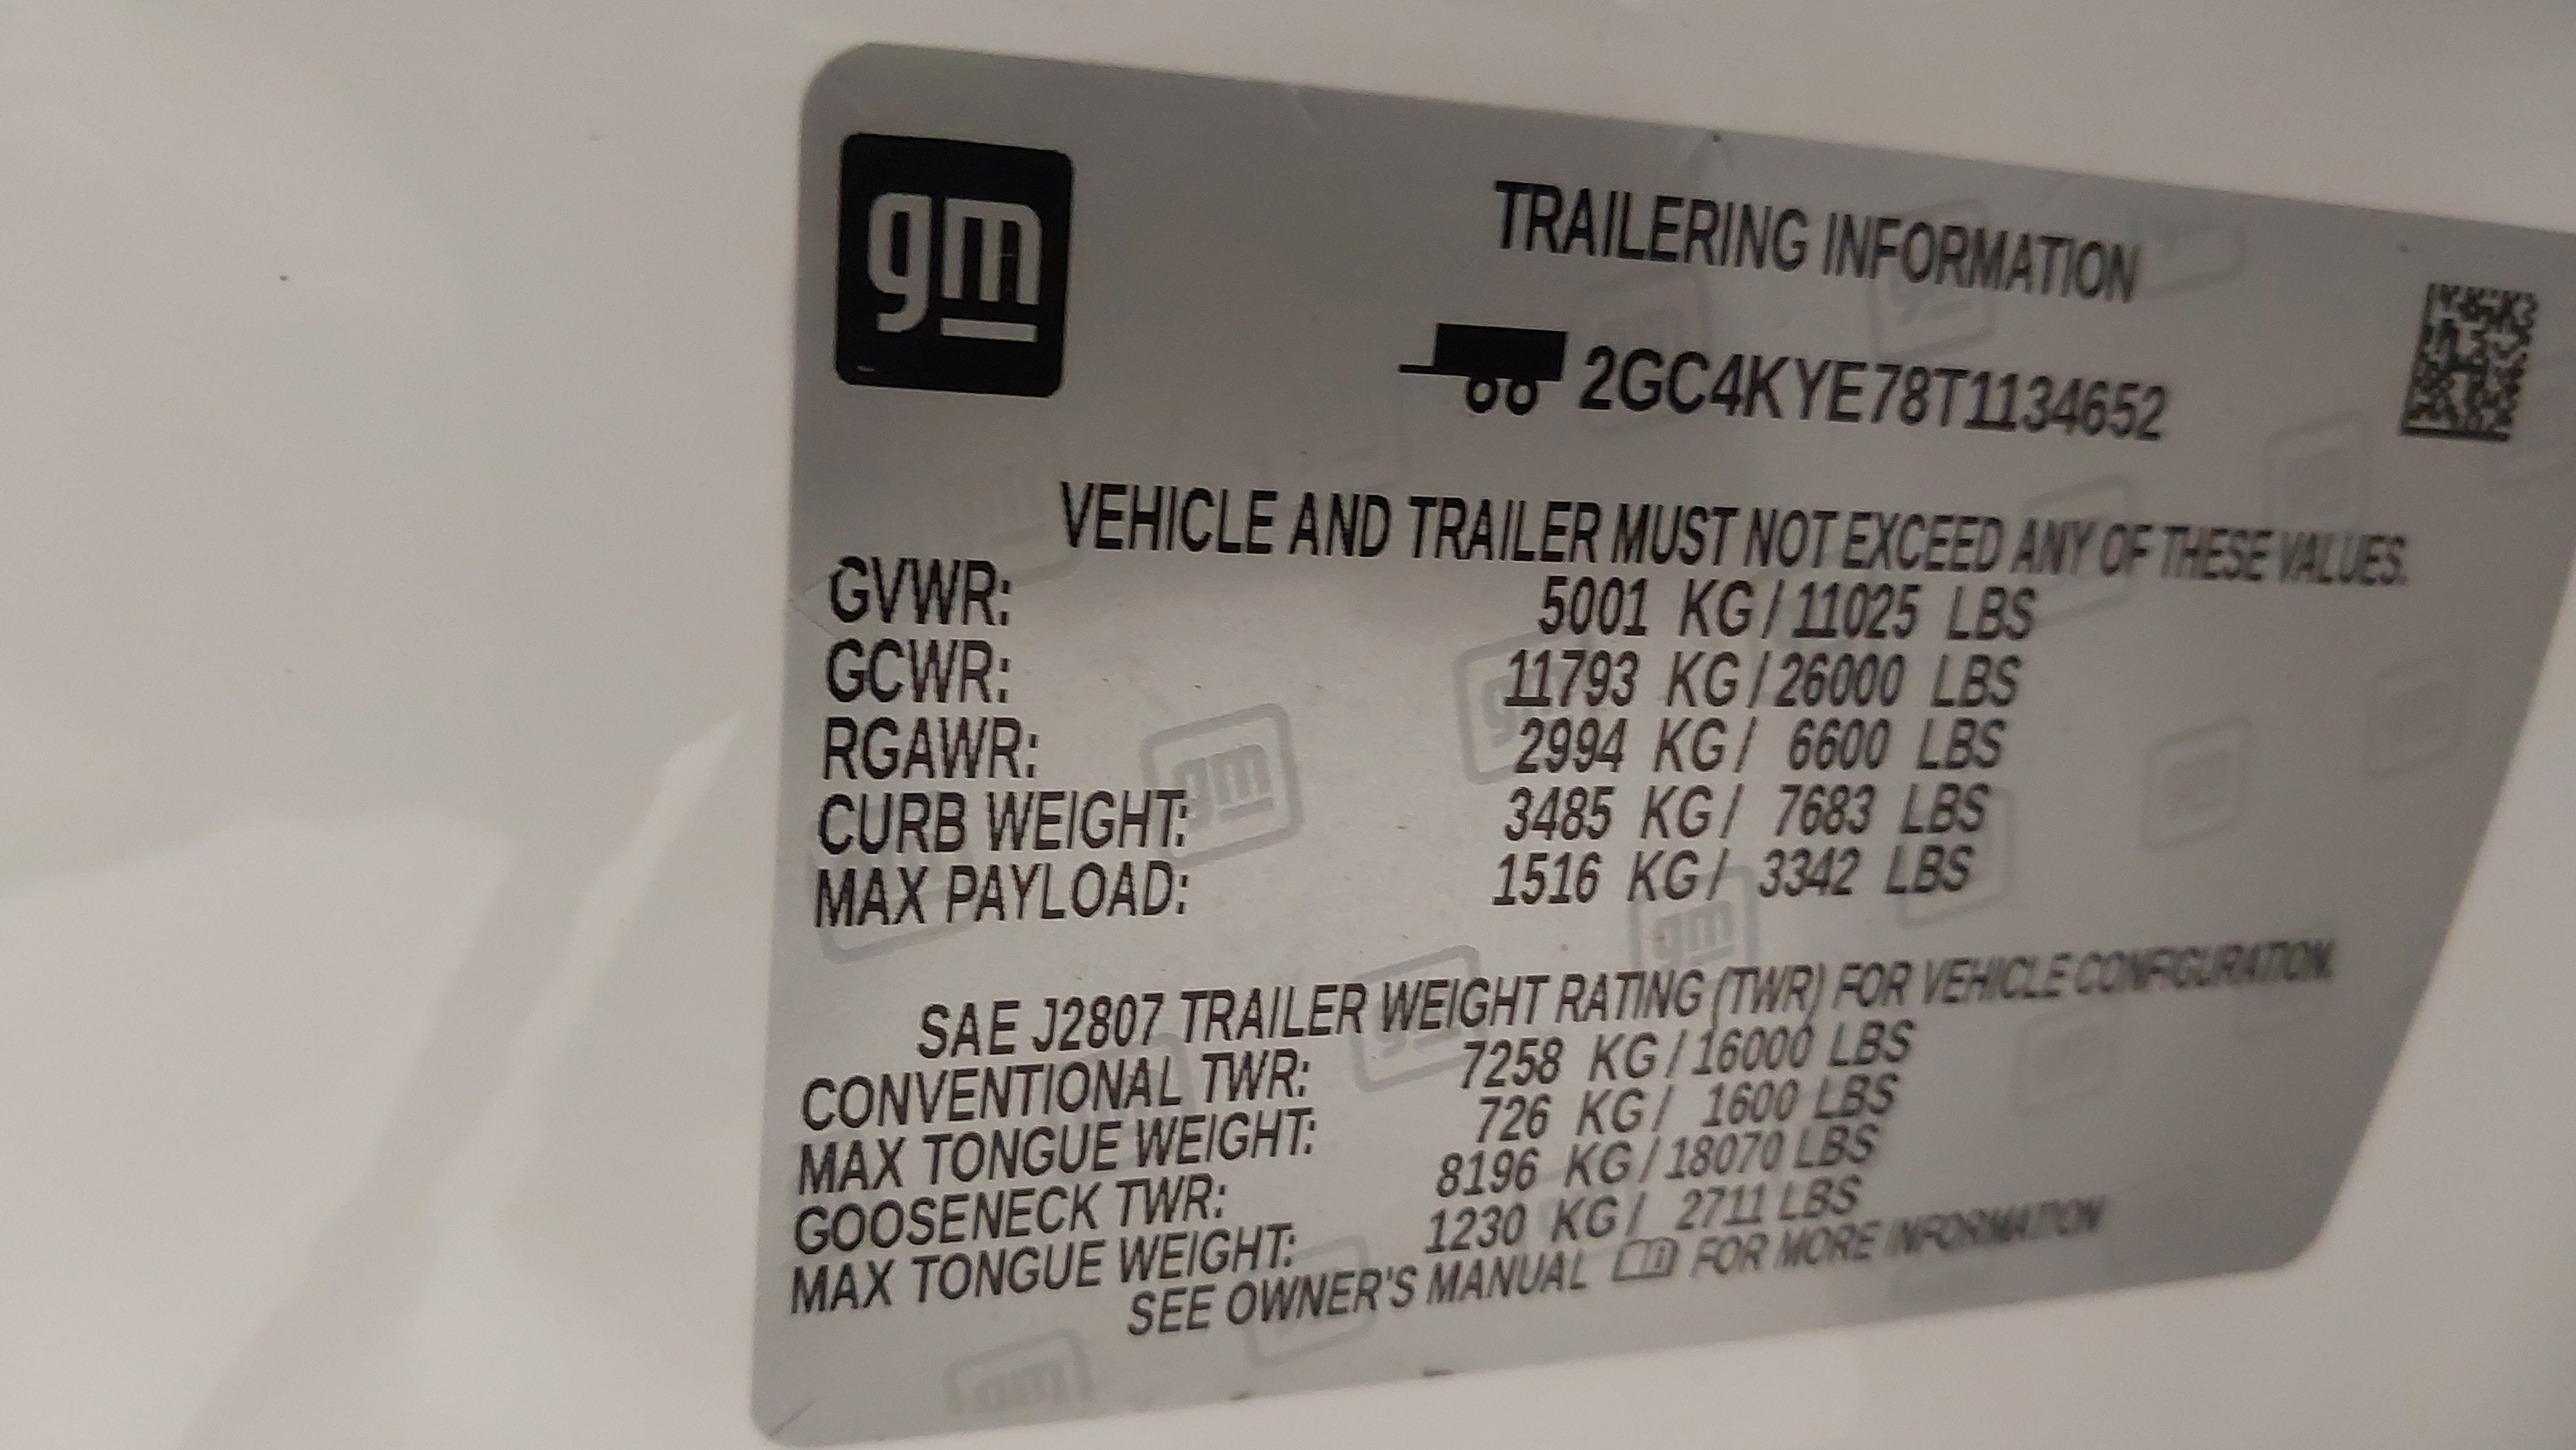 gm
TRAILERING INFORMATION
2GC4KYE78T1134652
VEHICLE AND TRAILER MUST NOT EXCEED ANY OF THESE VALUES.
GVWR: 5001 KG / 11025 LBS
GCWR: 11793 KG / 26000 LBS
RGAWR: 2994 KG / 6600 LBS
CURB WEIGHT: 3485 KG / 7683 LBS
MAX PAYLOAD: 1516 KG / 3342 LBS
SAE J2807 TRAILER WEIGHT RATING (TWR) FOR VEHICLE CONFIGURATION.
CONVENTIONAL TWR: 7258 KG / 16000 LBS
MAX TONGUE WEIGHT: 726 KG / 1600 LBS
GOOSENECK TWR: 8196 KG / 18070 LBS
MAX TONGUE WEIGHT: 1230 KG / 2711 LBS
SEE OWNER'S MANUAL FOR MORE INFORMATION